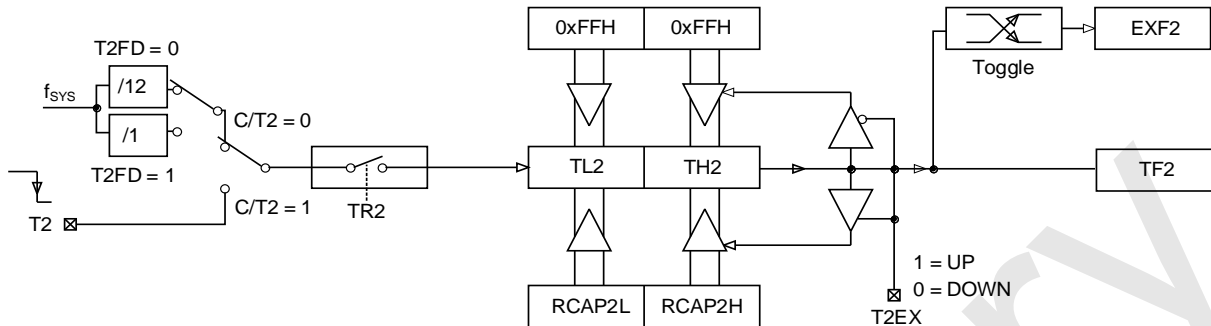 0xFFH 0xFFH
EXF2
Toggle
T2FD = 0
/12
fSYS
C/T2 = 0
/1
T2FD = 1
TL2 TH2
TF2
C/T2 = 1
TR2
T2
1 = UP
0 = DOWN
RCAP2L RCAP2H
T2EX